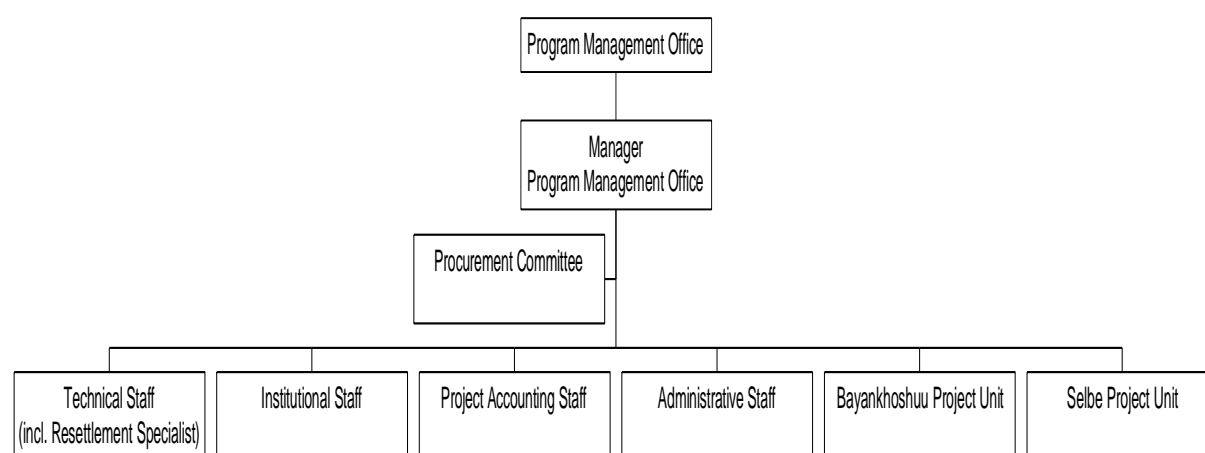 Program Management Office
Manager
Program Management Office
Procurement Committee
Technical Staff
(incl. Resettlement Specialist)
Institutional Staff
Project Accounting Staff
Administrative Staff
Bayankhoshuu Project Unit
Selbe Project Unit